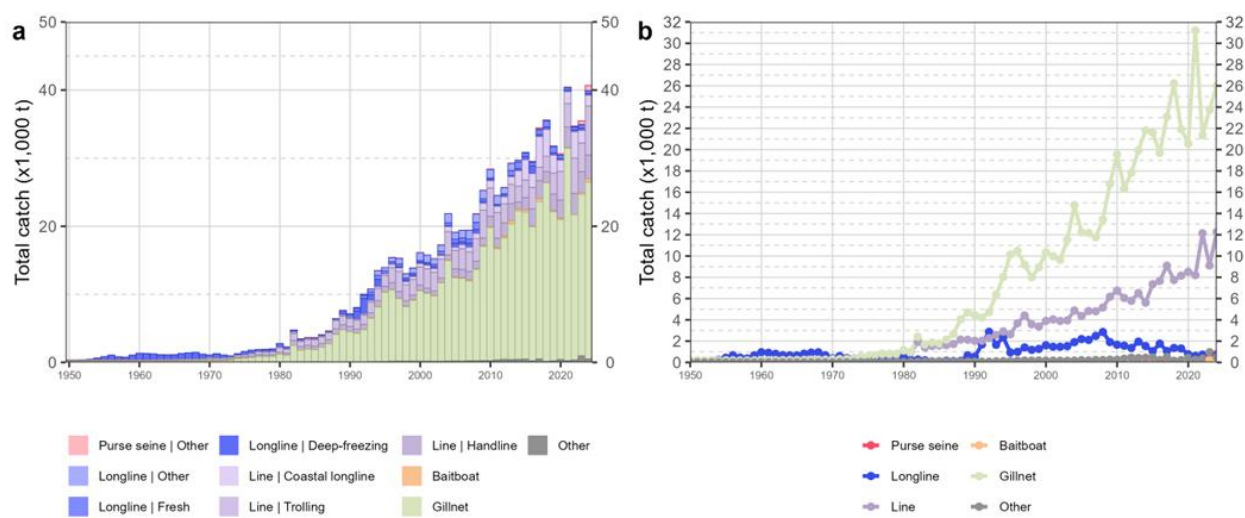 a
Total catch (x1,000 t)
50
40
20
0
50
40
20
0
1950 1960 1970 1980 1990 2000 2010 2020
Purse seine | Other
Longline | Deep-freezing
Line | Handline
Other
Longline | Other
Line | Coastal longline
Baitboat
Longline | Fresh
Line | Trolling
Gillnet
b
Total catch (x1,000 t)
32
30
28
26
24
22
20
18
16
14
12
10
8
6
4
2
0
32
30
28
26
24
22
20
18
16
14
12
10
8
6
4
2
0
1950 1960 1970 1980 1990 2000 2010 2020
Purse seine
Baitboat
Longline
Gillnet
Line
Other